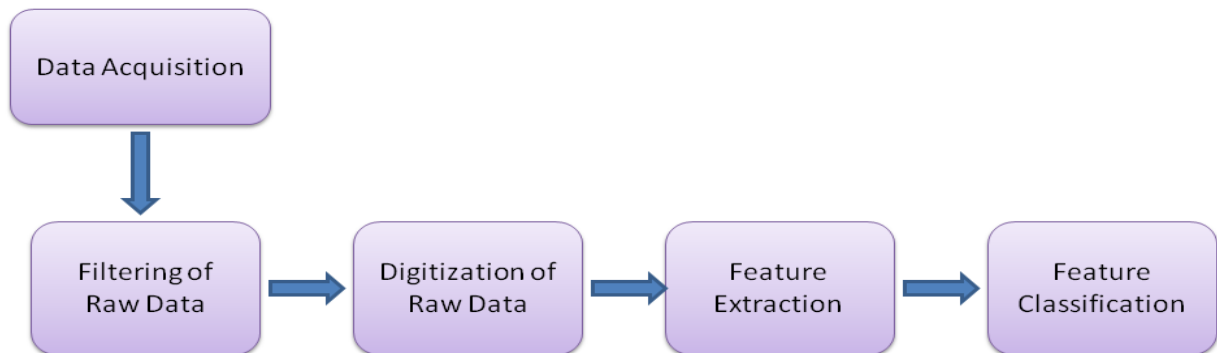 Data Acquisition
Filtering of
Raw Data
Digitization of
Raw Data
Feature
Extraction
Feature
Classification